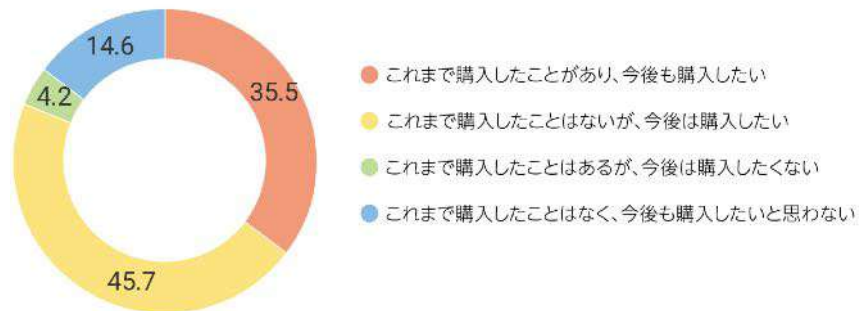 14.6
4.2
35.5
45.7
これまで購入したことがあり、今後も購入したい
これまで購入したことはないが、今後は購入したい
これまで購入したことはあるが、今後は購入したくない
これまで購入したことはなく、今後も購入したいと思わない